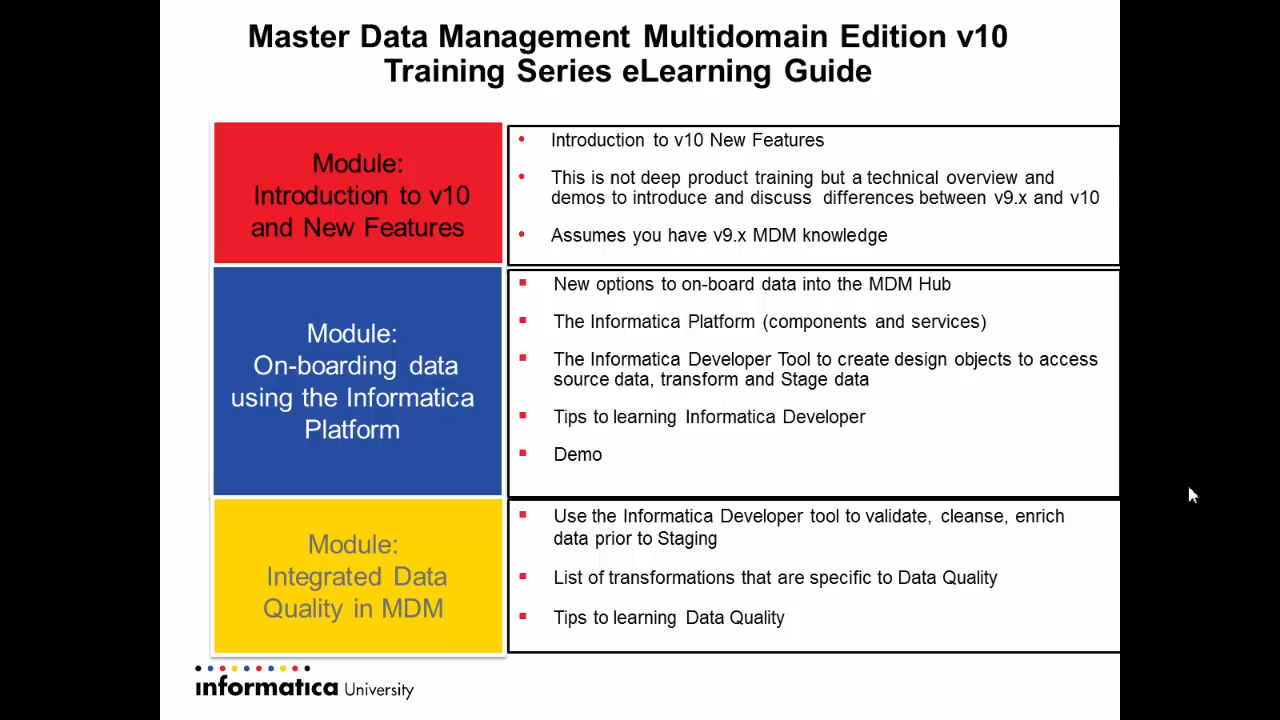 Master Data Management Multidomain Edition v10
Training Series eLearning Guide
Module:
Introduction to v10
and New Features
• Introduction to v10 New Features
• This is not deep product training but a technical overview and
demos to introduce and discuss differences between v9.x and v10
• Assumes you have v9.x MDM knowledge
Module:
On-boarding data
using the Informatica
Platform
▪ New options to on-board data into the MDM Hub
▪ The Informatica Platform (components and services)
▪ The Informatica Developer Tool to create design objects to access
source data, transform and Stage data
▪ Tips to learning Informatica Developer
▪ Demo
Module:
Integrated Data
Quality in MDM
▪ Use the Informatica Developer tool to validate, cleanse, enrich
data prior to Staging
▪ List of transformations that are specific to Data Quality
▪ Tips to learning Data Quality
informatica University